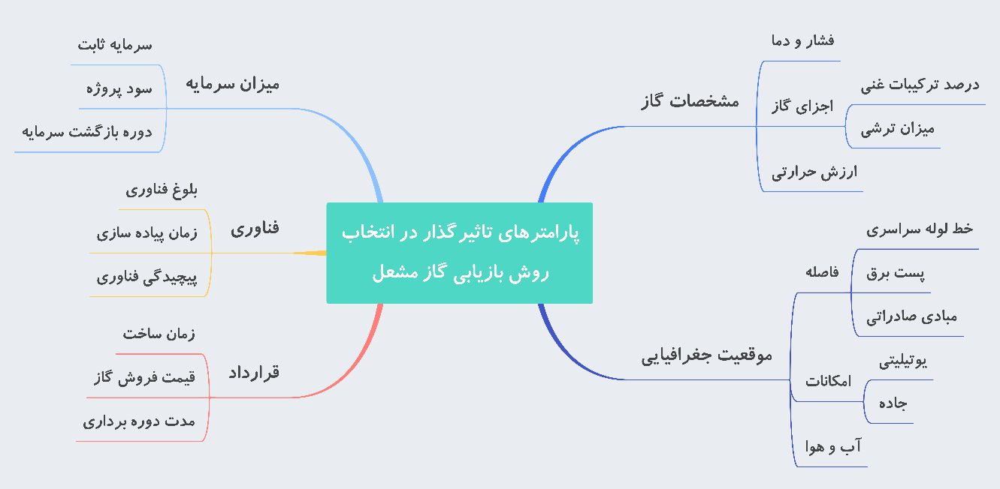 پارامترهای تاثیرگذار در انتخاب
روش بازیابی گاز مشعل
مشخصات گاز
فشار و دما
اجزای گاز
درصد ترکیبات غنی
میزان ترشی
ارزش حرارتی
موقعیت جغرافیایی
فاصله
خط لوله سراسری
پست برق
مبادی صادراتی
امکانات
یوتیلیتی
جاده
آب و هوا
میزان سرمایه
سرمایه ثابت
سود پروژه
دوره بازگشت سرمایه
فناوری
بلوغ فناوری
زمان پیاده سازی
پیچیدگی فناوری
قرارداد
زمان ساخت
قیمت فروش گاز
مدت دوره برداری